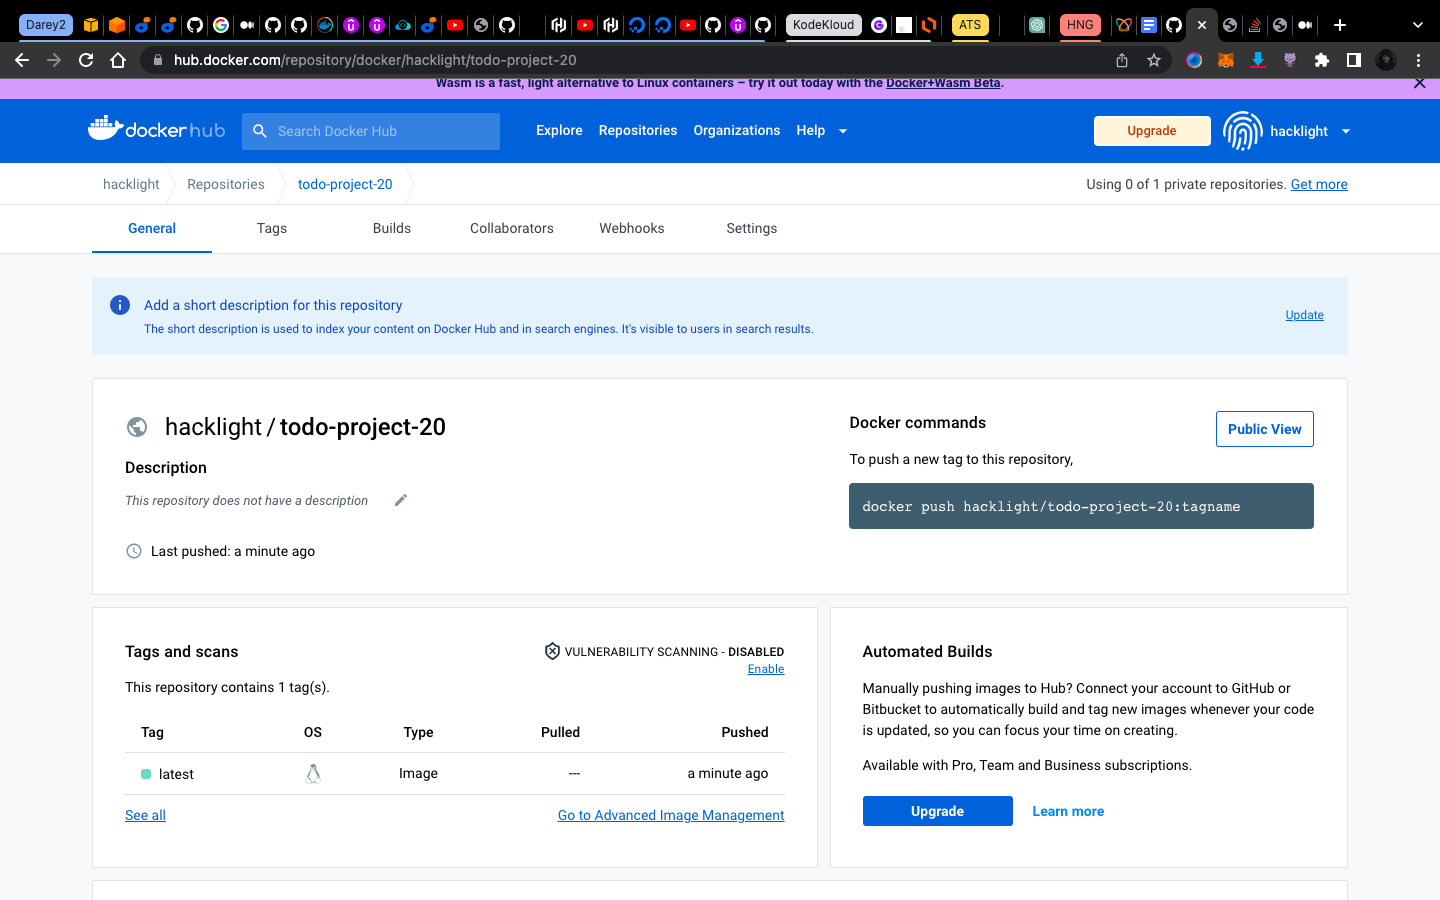 Darey2
KodeKloud
ATS
HNG
hub.docker.com/repository/docker/hacklight/todo-project-20
Wasm is a fast, light alternative to Linux containers – try it out today with the Docker+Wasm Beta.
docker hub
Search Docker Hub
Explore
Repositories
Organizations
Help
Upgrade
hacklight
hacklight
Repositories
todo-project-20
Using 0 of 1 private repositories. Get more
General
Tags
Builds
Collaborators
Webhooks
Settings
Add a short description for this repository
The short description is used to index your content on Docker Hub and in search engines. It's visible to users in search results.
Update
hacklight / todo-project-20
Description
This repository does not have a description
Last pushed: a minute ago
Docker commands
Public View
To push a new tag to this repository,
docker push hacklight/todo-project-20:tagname
Tags and scans
VULNERABILITY SCANNING - DISABLED
Enable
This repository contains 1 tag(s).
Tag OS Type Pulled Pushed
latest Image --- a minute ago
See all
Go to Advanced Image Management
Automated Builds
Manually pushing images to Hub? Connect your account to GitHub or
Bitbucket to automatically build and tag new images whenever your code
is updated, so you can focus your time on creating.
Available with Pro, Team and Business subscriptions.
Upgrade
Learn more